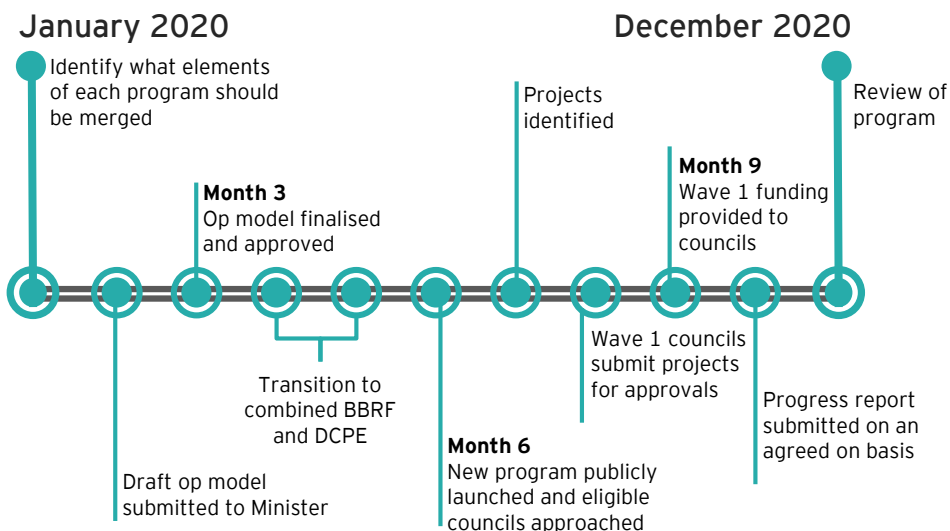 January 2020
December 2020
Identify what elements
of each program should
be merged
Projects
identified
Review of
program
Month 3
Op model finalised
and approved
Month 9
Wave 1 funding
provided to
councils
Transition to
combined BBRF
and DCPE
Wave 1 councils
submit projects
for approvals
Draft op model
submitted to Minister
Month 6
New program publicly
launched and eligible
councils approached
Progress report
submitted on an
agreed on basis